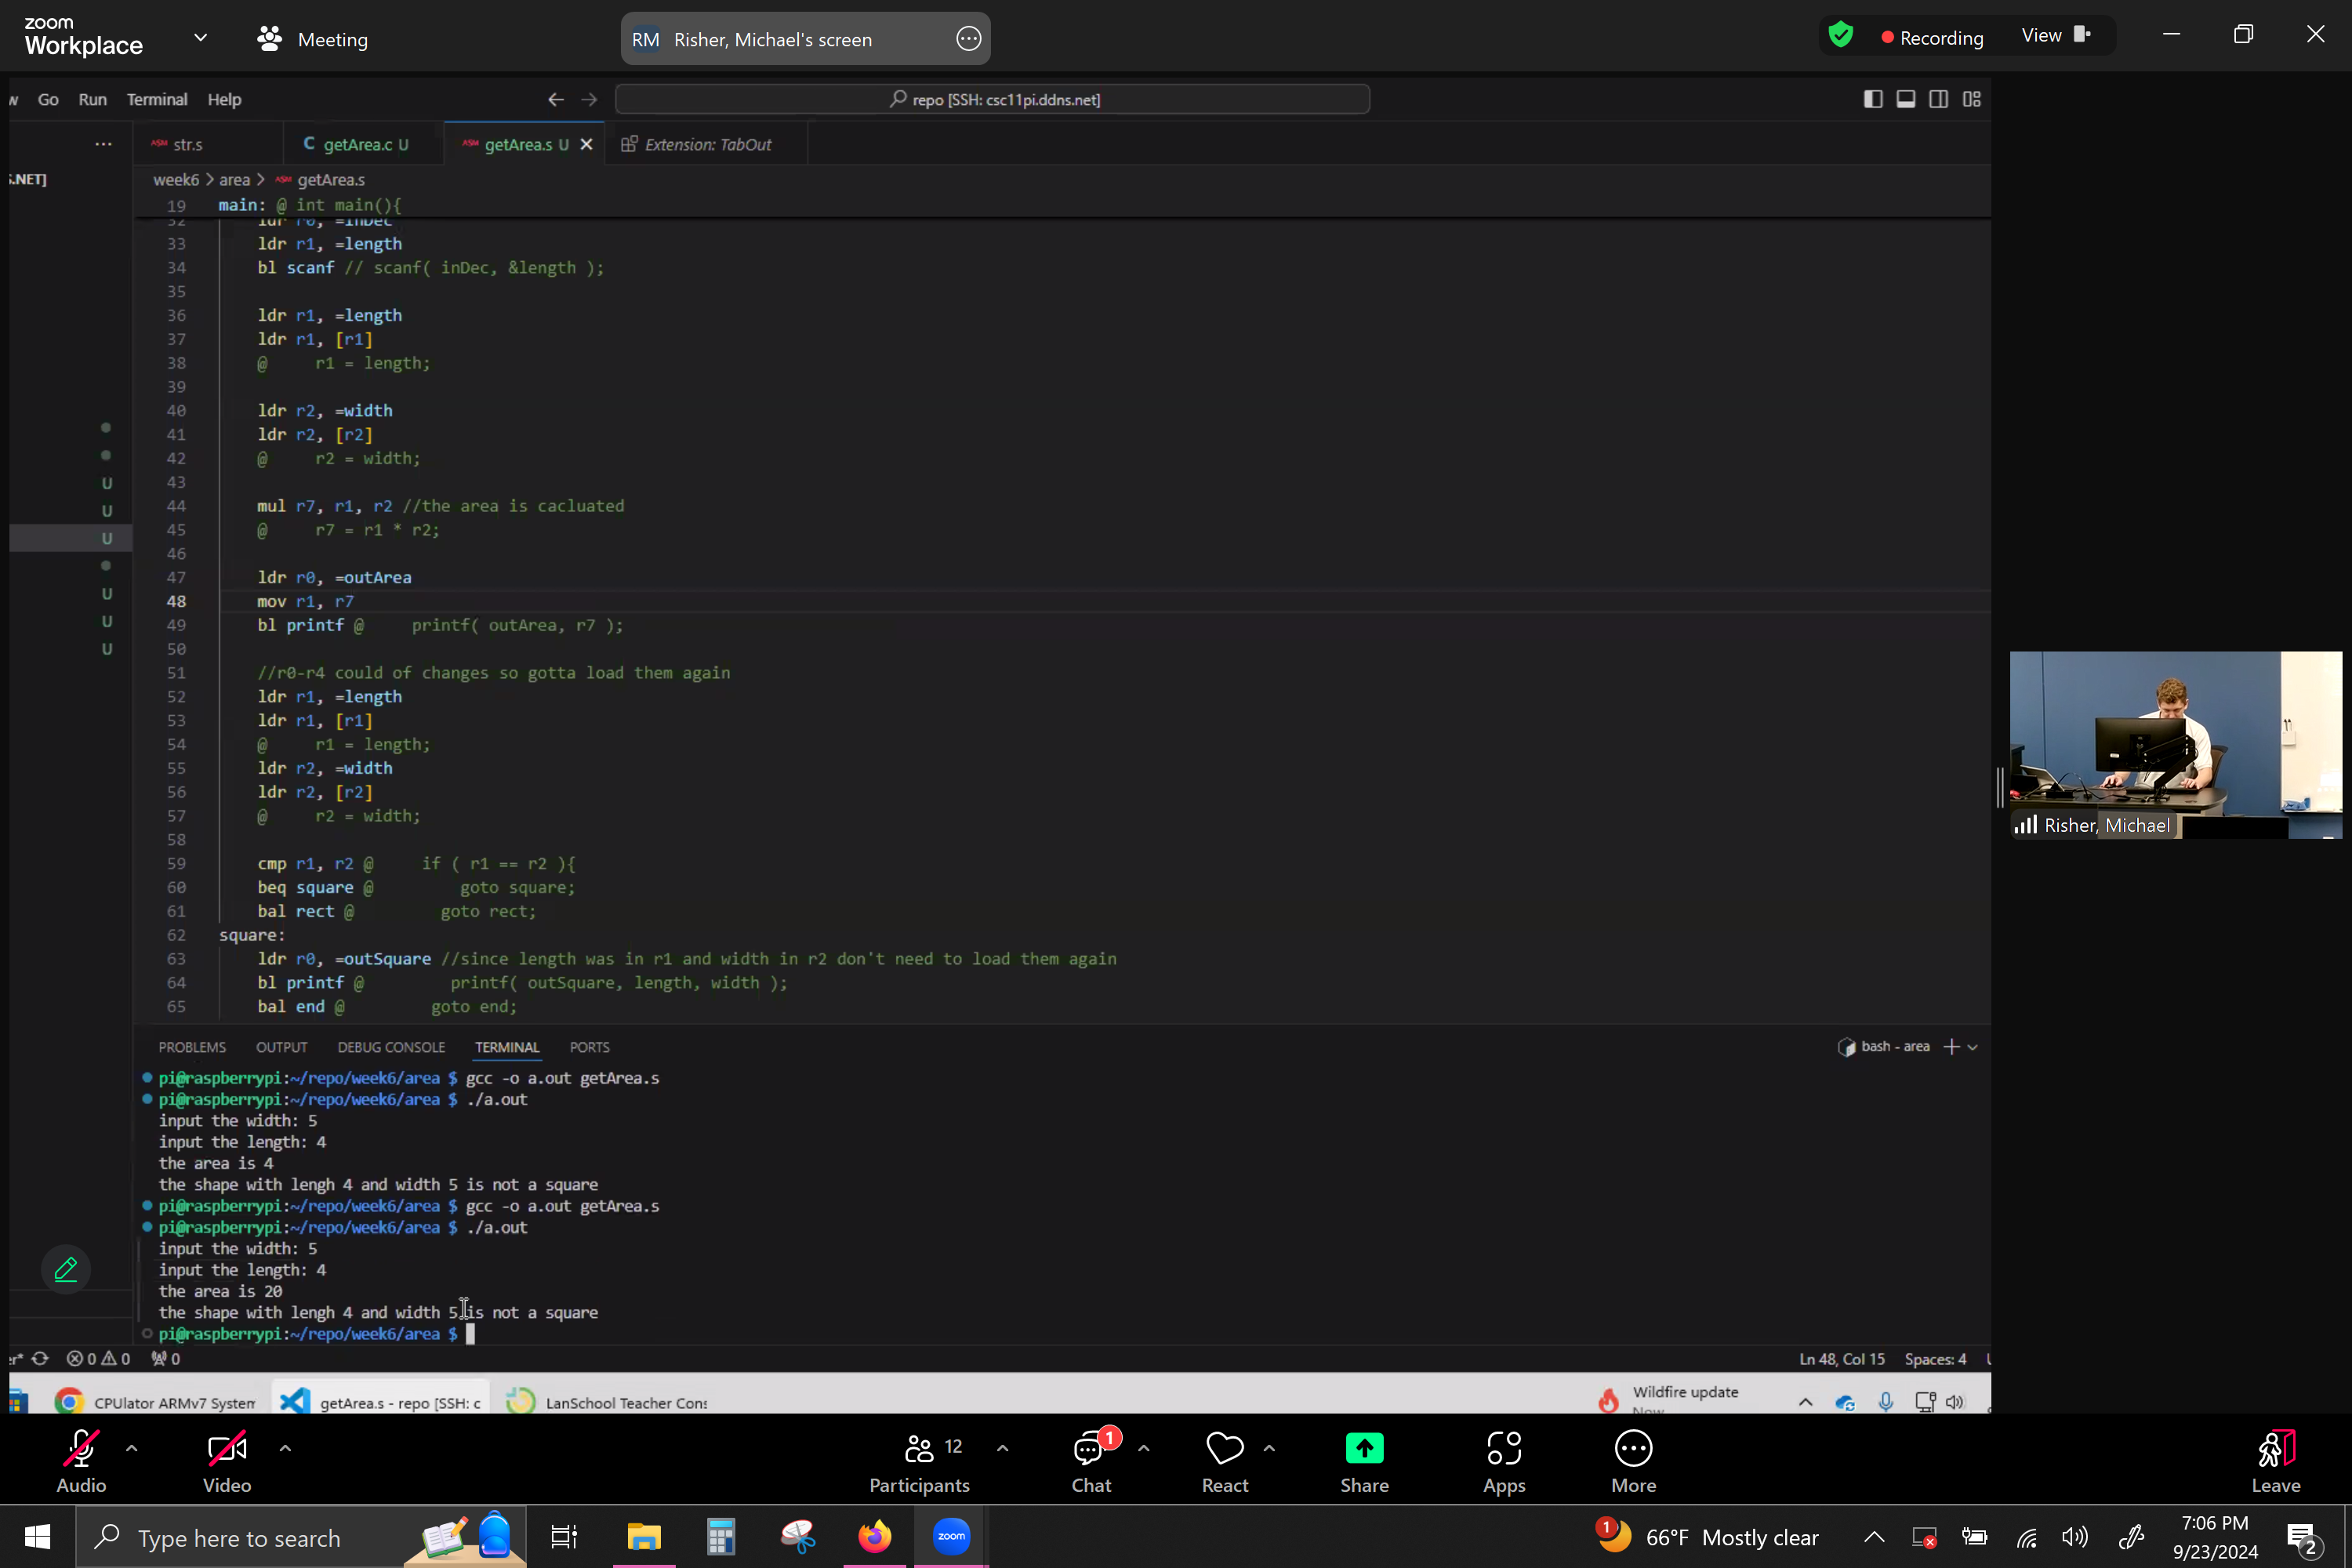 zoom
Workplace
Meeting
RM Risher, Michael's screen
Recording
View
w Go Run Terminal Help
repo [SSH: csc11pi.ddns.net]
str.s
C getArea.c U
getArea.s U
Extension: TabOut
S.NET]
week6 > area > getArea.s
19 main: @ int main(){
32 ldr r0, =inDec
33 ldr r1, =length
34 bl scanf // scanf( inDec, &length );
35
36 ldr r1, =length
37 ldr r1, [r1]
38 @ r1 = length;
39
40 ldr r2, =width
41 ldr r2, [r2]
42 @ r2 = width;
43
44 mul r7, r1, r2 //the area is cacluated
45 @ r7 = r1 * r2;
46
47 ldr r0, =outArea
48 mov r1, r7
49 bl printf @ printf( outArea, r7 );
50
51 //r0-r4 could of changes so gotta load them again
52 ldr r1, =length
53 ldr r1, [r1]
54 @ r1 = length;
55 ldr r2, =width
56 ldr r2, [r2]
57 @ r2 = width;
58
59 cmp r1, r2 @ if ( r1 == r2 ){
60 beq square @ goto square;
61 bal rect @ goto rect;
62 square:
63 ldr r0, =outSquare //since length was in r1 and width in r2 don't need to load them again
64 bl printf @ printf( outSquare, length, width );
65 bal end @ goto end;
U
U
U
U
U
U
PROBLEMS OUTPUT DEBUG CONSOLE TERMINAL PORTS
bash - area
pi@raspberrypi:~/repo/week6/area $ gcc -o a.out getArea.s
pi@raspberrypi:~/repo/week6/area $ ./a.out
input the width: 5
input the length: 4
the area is 4
the shape with lengh 4 and width 5 is not a square
pi@raspberrypi:~/repo/week6/area $ gcc -o a.out getArea.s
pi@raspberrypi:~/repo/week6/area $ ./a.out
input the width: 5
input the length: 4
the area is 20
the shape with lengh 4 and width 5 is not a square
pi@raspberrypi:~/repo/week6/area $
0 0 0
Ln 48, Col 15 Spaces: 4
CPUlator ARMv7 System
getArea.s - repo [SSH: c
LanSchool Teacher Cons
Wildfire update
Now
Risher, Michael
Audio
Video
12
Participants
1
Chat
React
Share
Apps
More
Leave
Type here to search
zoom
1
66°F Mostly clear
7:06 PM
9/23/2024
2